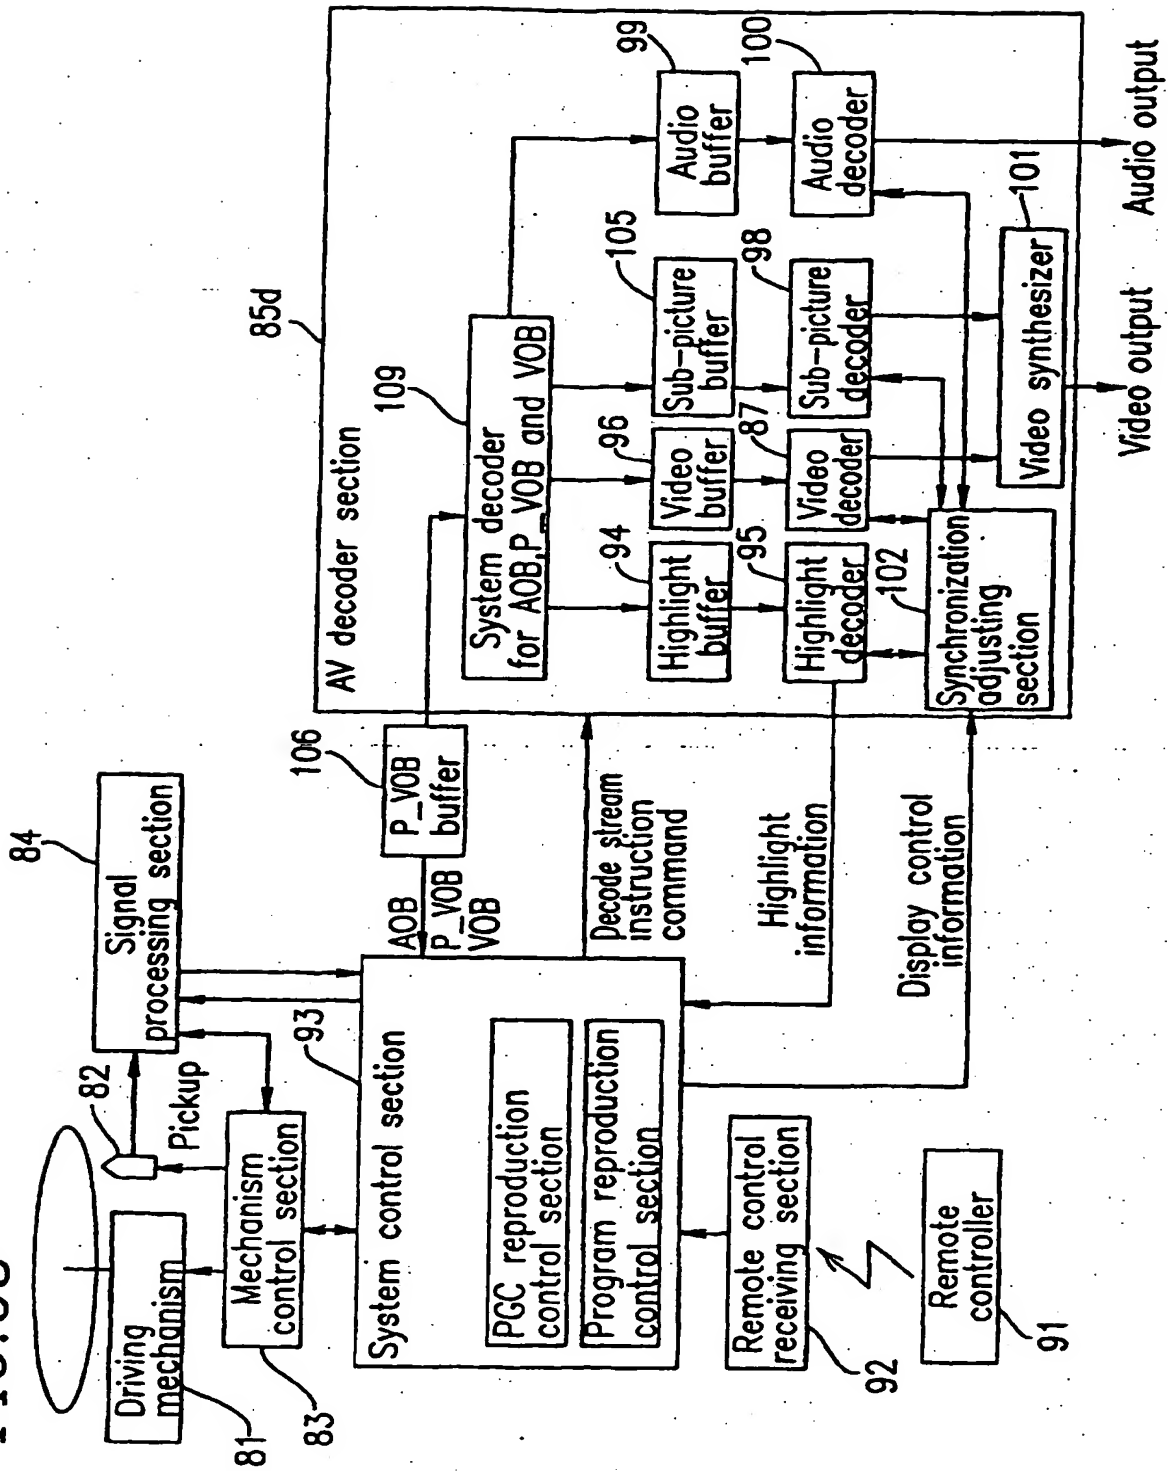 81
Driving
mechanism
82
Pickup
83
Mechanism
control section
84
Signal
processing section
93
System control section
PGC reproduction
control section
Program reproduction
control section
92
Remote control
receiving section
91
Remote
controller
AOB
P_VOB
VOB
106
P_VOB
buffer
Decode stream
instruction
command
Highlight
information
Display control
information
85d
AV decoder section
109
System decoder
for AOB,P_VOB and VOB
94
Highlight
buffer
96
Video
buffer
105
Sub-picture
buffer
99
Audio
buffer
95
Highlight
decoder
87
Video
decoder
98
Sub-picture
decoder
100
Audio
decoder
102
Synchronization
adjusting
section
101
Video synthesizer
Video output
Audio output